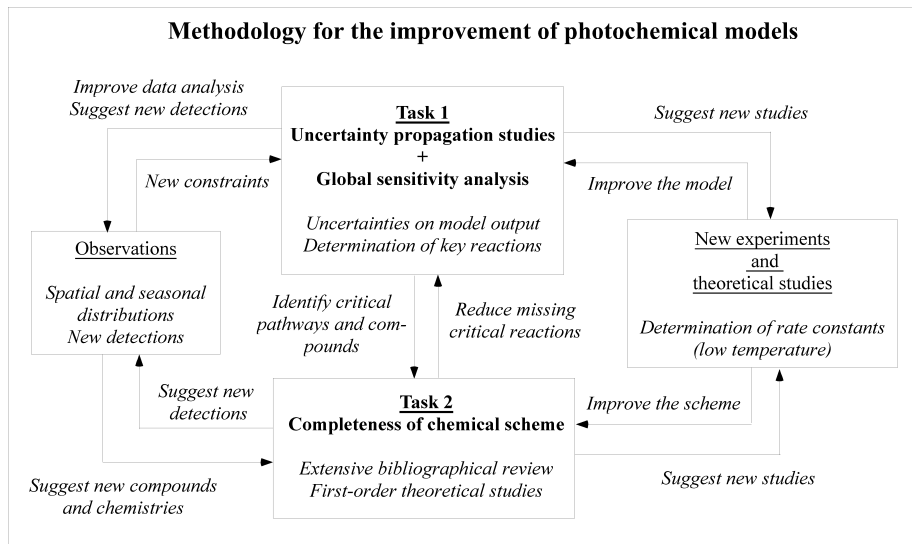 Methodology for the improvement of photochemical models
Improve data analysis
Suggest new detections
Task 1
Uncertainty propagation studies
+
Global sensitivity analysis
Uncertainties on model output
Determination of key reactions
Suggest new studies
New constraints
Improve the model
Observations
Spatial and seasonal
distributions
New detections
New experiments
and
theoretical studies
Determination of rate constants
(low temperature)
Identify critical
pathways and com-
pounds
Reduce missing
critical reactions
Suggest new
detections
Task 2
Completeness of chemical scheme
Extensive bibliographical review
First-order theoretical studies
Improve the scheme
Suggest new compounds
and chemistries
Suggest new studies